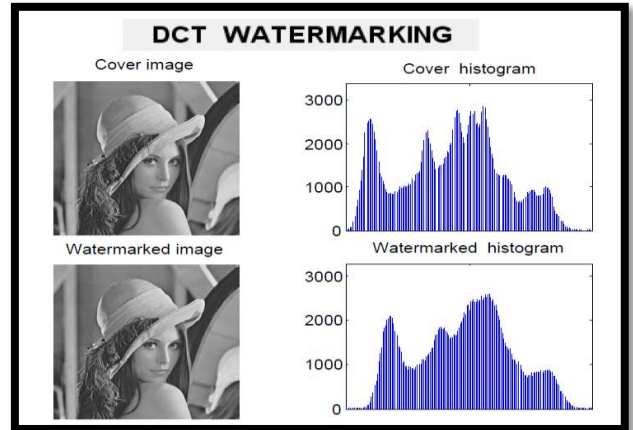 DCT WATERMARKING
Cover image
Cover histogram
3000
2000
1000
0
Watermarked image
Watermarked histogram
3000
2000
1000
0